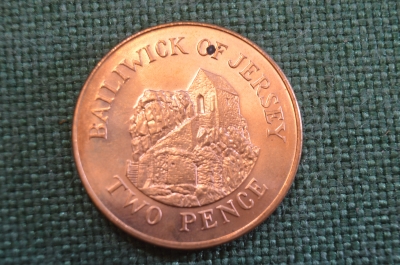 BAILIWICK OF JERSEY
TWO PENCE